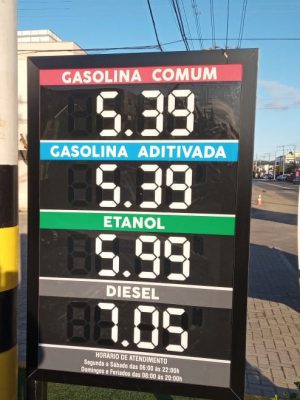 GASOLINA COMUM
5.39
GASOLINA ADITIVADA
5.39
ETANOL
5.99
DIESEL
7.05
HORÁRIO DE ATENDIMENTO
Segunda a Sábado das 06:00 às 22:00h
Domingos e Feriados das 08:00 às 20:00h